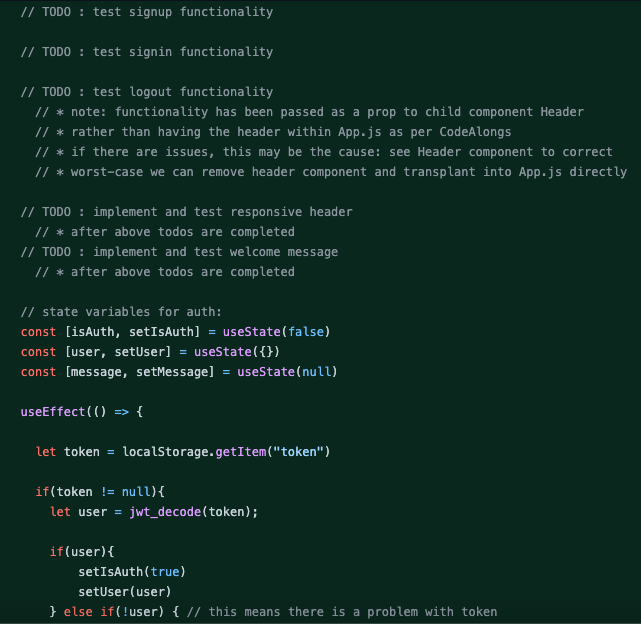 // TODO : test signup functionality
// TODO : test signin functionality
// TODO : test logout functionality
// * note: functionality has been passed as a prop to child component Header
// * rather than having the header within App.js as per CodeAlongs
// * if there are issues, this may be the cause: see Header component to correct
// * worst-case we can remove header component and transplant into App.js directly
// TODO : implement and test responsive header
// * after above todos are completed
// TODO : implement and test welcome message
// * after above todos are completed
// state variables for auth:
const [isAuth, setIsAuth] = useState(false)
const [user, setUser] = useState({})
const [message, setMessage] = useState(null)
useEffect(() => {
let token = localStorage.getItem("token")
if(token != null){
let user = jwt_decode(token);
if(user){
setIsAuth(true)
setUser(user)
} else if(!user) { // this means there is a problem with token